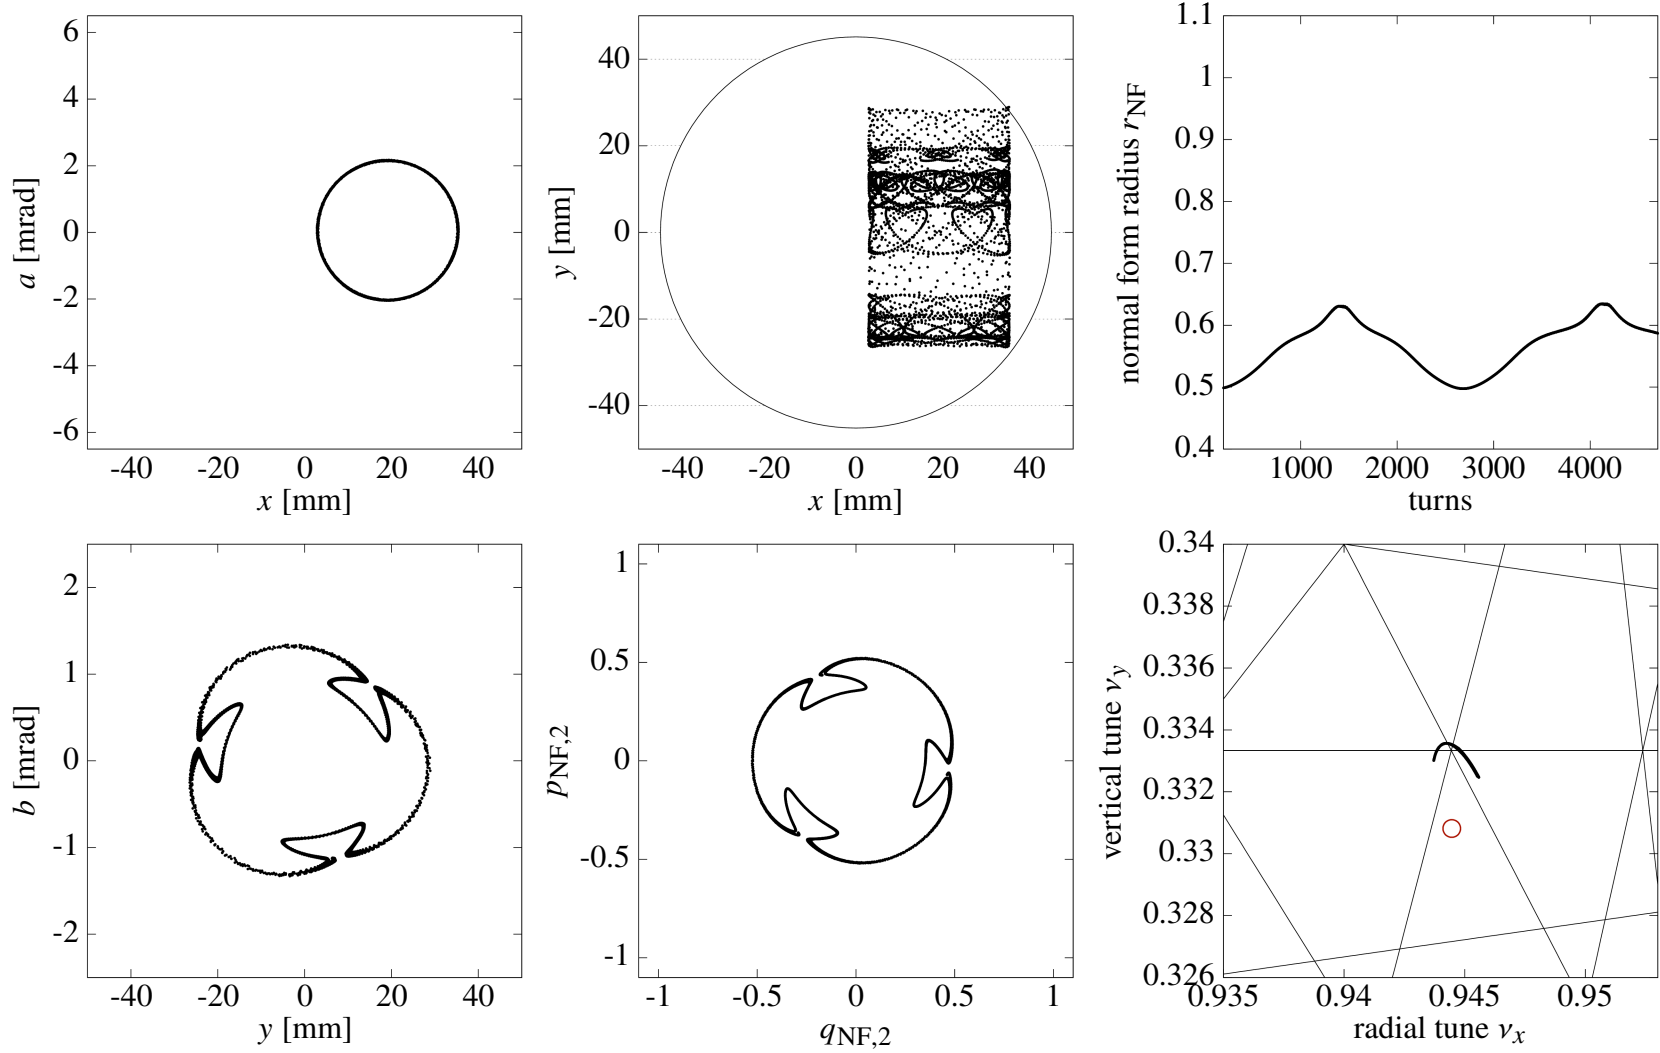 6
4
2
0
-2
-4
-6
a [mrad]
-40 -20 0 20 40
x [mm]
40
20
0
-20
-40
y [mm]
-40 -20 0 20 40
x [mm]
1.1
1
0.9
0.8
0.7
0.6
0.5
0.4
normal form radius rNF
1000 2000 3000 4000
turns
2
1
0
-1
-2
b [mrad]
-40 -20 0 20 40
y [mm]
1
0.5
0
-0.5
-1
pNF,2
-1 -0.5 0 0.5 1
qNF,2
0.34
0.338
0.336
0.334
0.332
0.33
0.328
0.326
vertical tune νy
0.935 0.94 0.945 0.95
radial tune νx